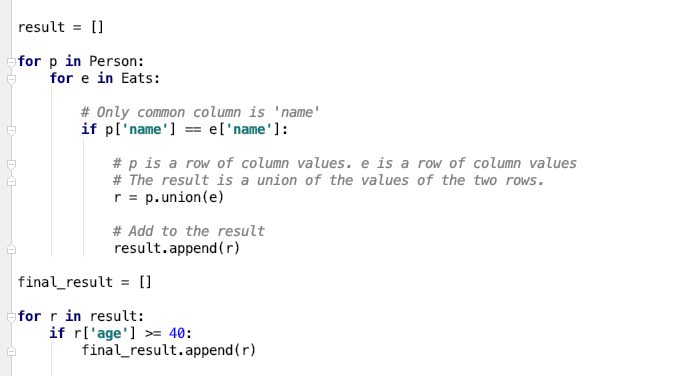 result = []
for p in Person:
    for e in Eats:
        # Only common column is 'name'
        if p['name'] == e['name']:
            # p is a row of column values. e is a row of column values
            # The result is a union of the values of the two rows.
            r = p.union(e)
            # Add to the result
            result.append(r)
final_result = []
for r in result:
    if r['age'] >= 40:
        final_result.append(r)